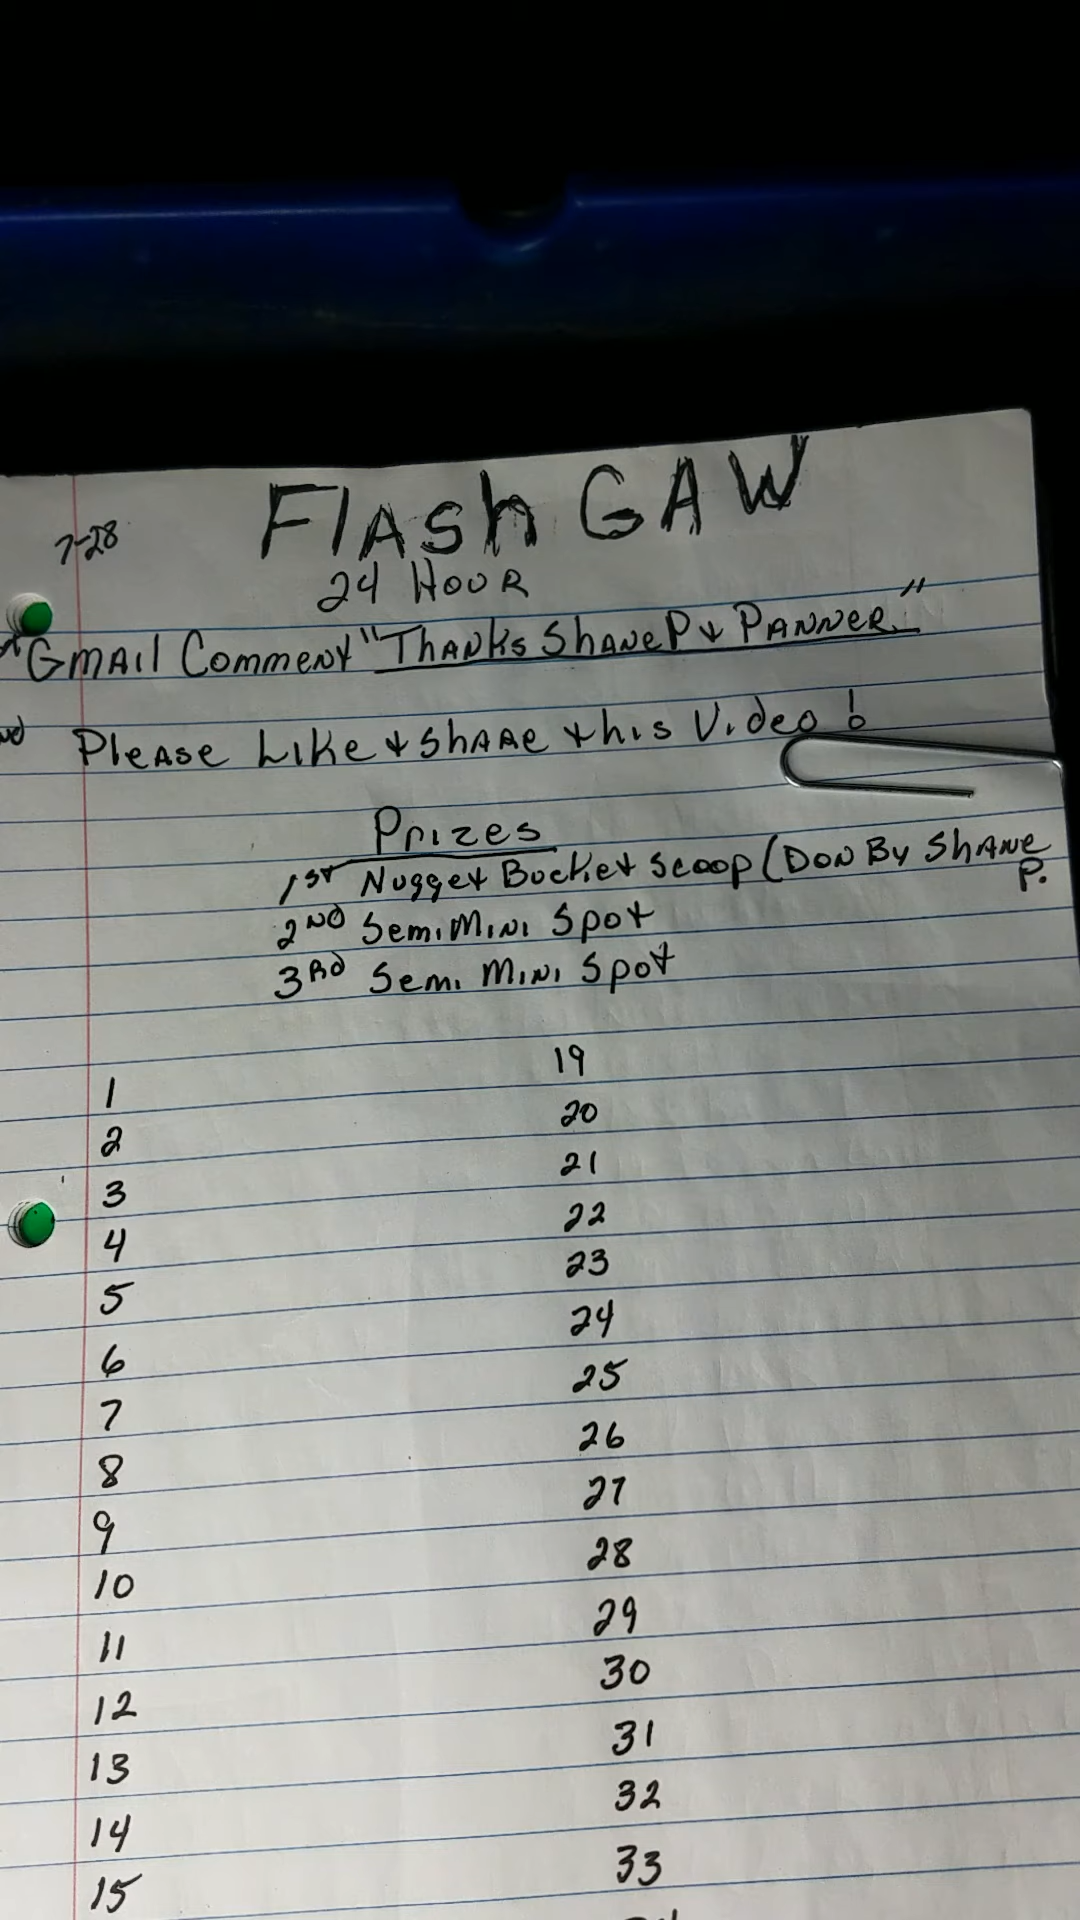 Flash GAW
7-28
24 Hour
Gmail Comment "Thanks Shane P & Panner"
Please Like & Share this Video!
Prizes
1st Nugget Bucket Scoop (Don By Shane P.
2nd Semi Mini Spot
3rd Semi Mini Spot
1 19
2 20
3 21
4 22
5 23
6 24
7 25
8 26
9 27
10 28
11 29
12 30
13 31
14 32
15 33